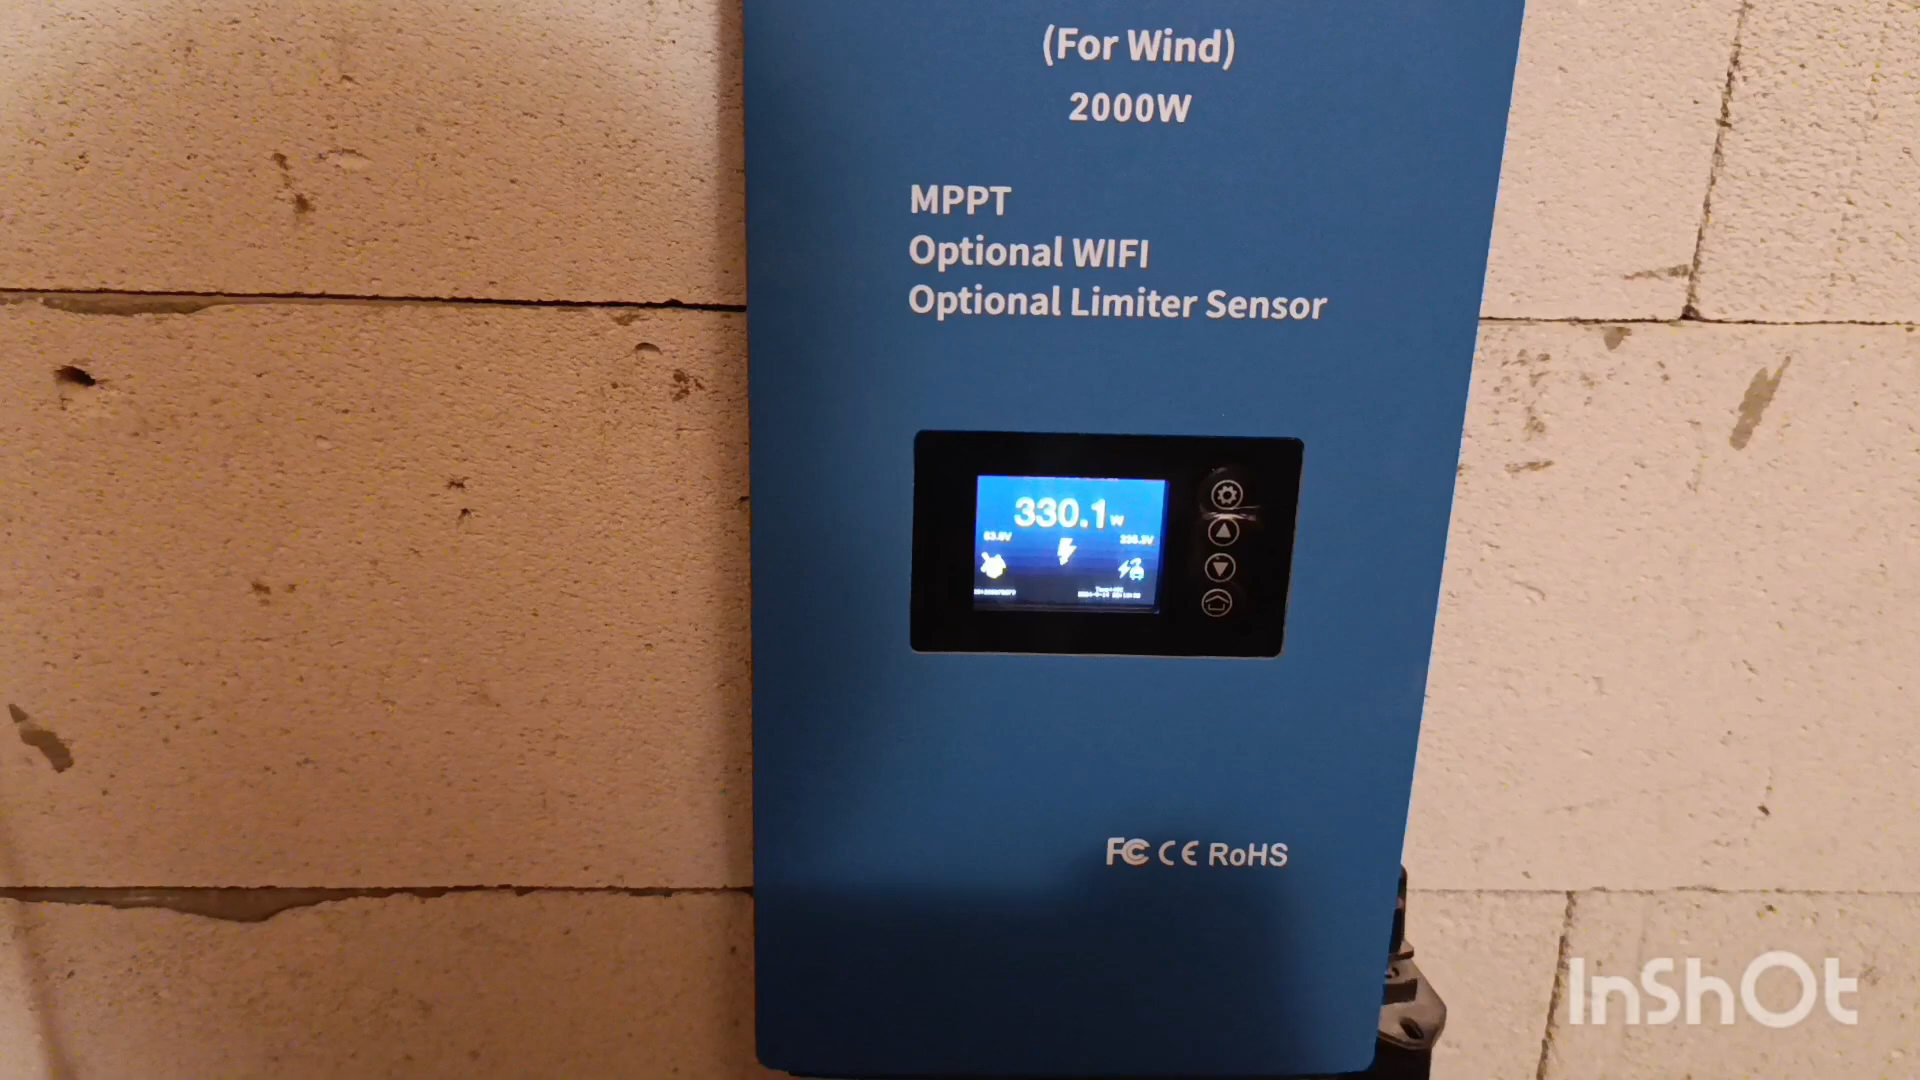 (For Wind)
2000W
MPPT
Optional WIFI
Optional Limiter Sensor
330.1W
FC CE RoHS
InShOt